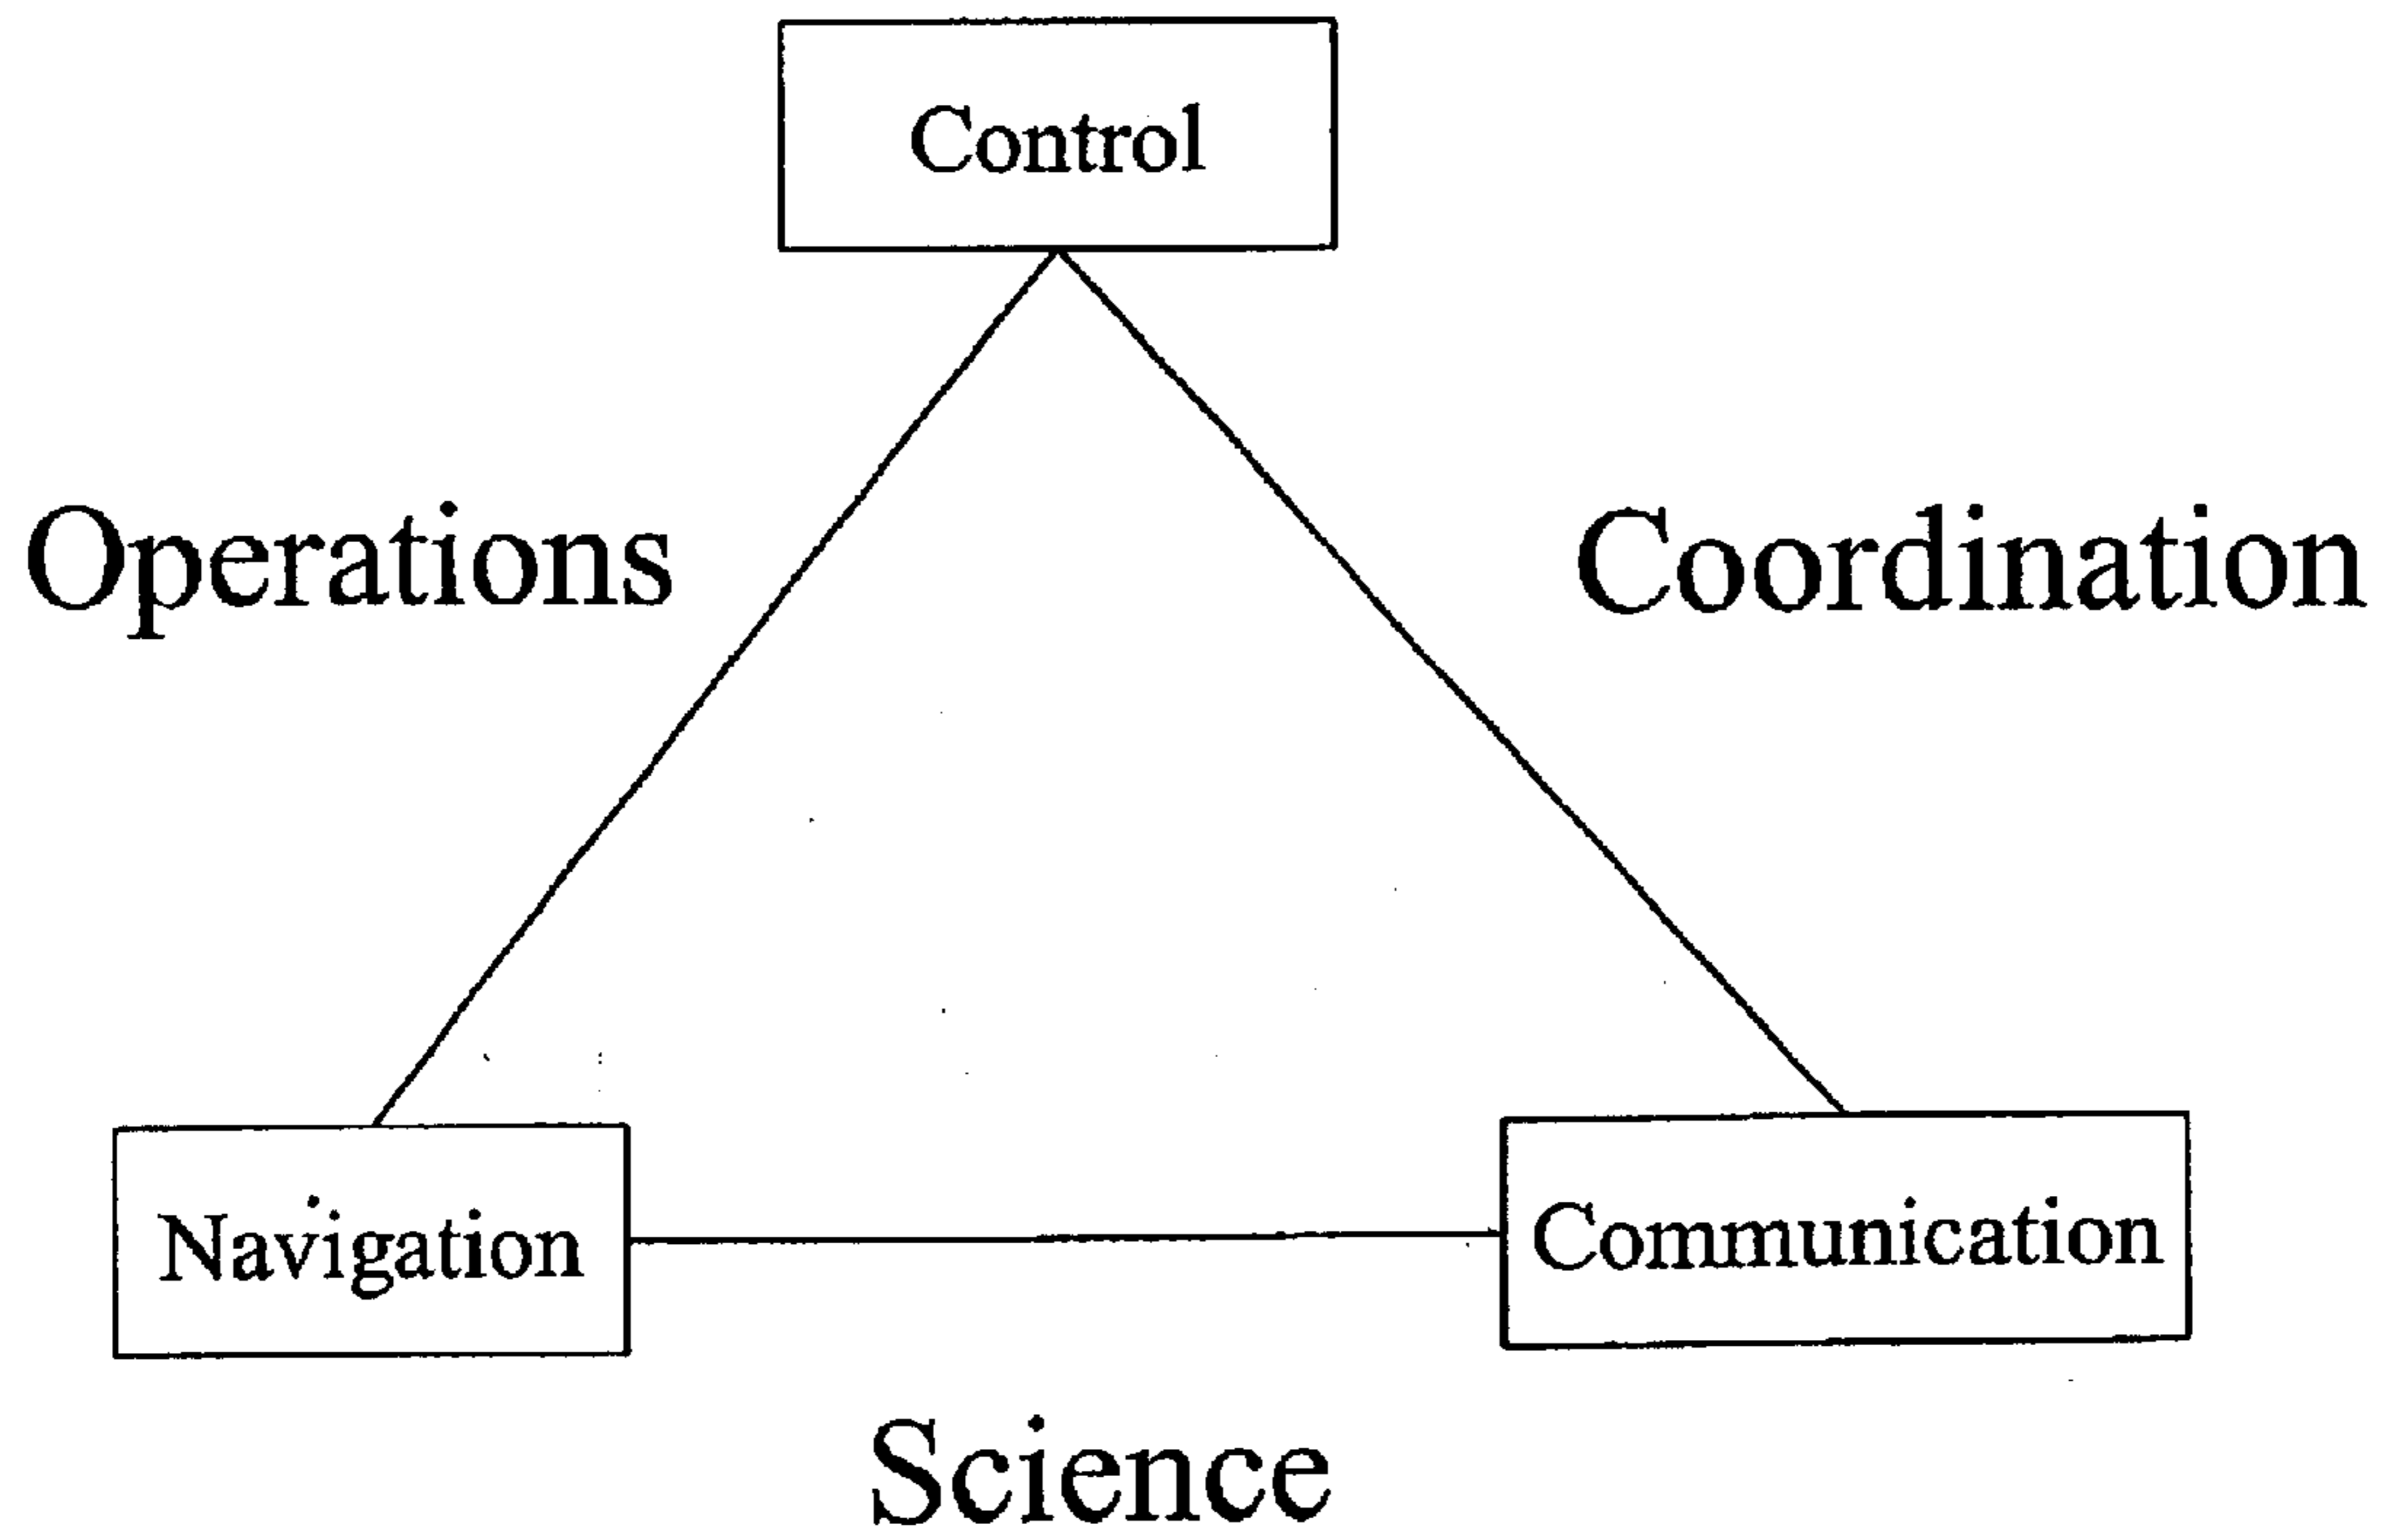 Control
Operations
Coordination
Navigation
Communication
Science